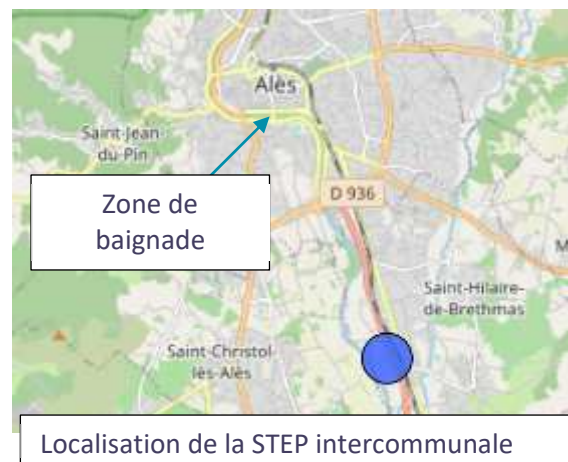 Alès
Saint-Jean
du-Pin
Zone de
baignade
D 936
M
Saint-Hilaire-
de-Brethmas
Saint-Christol
lès-Alès
Localisation de la STEP intercommunale